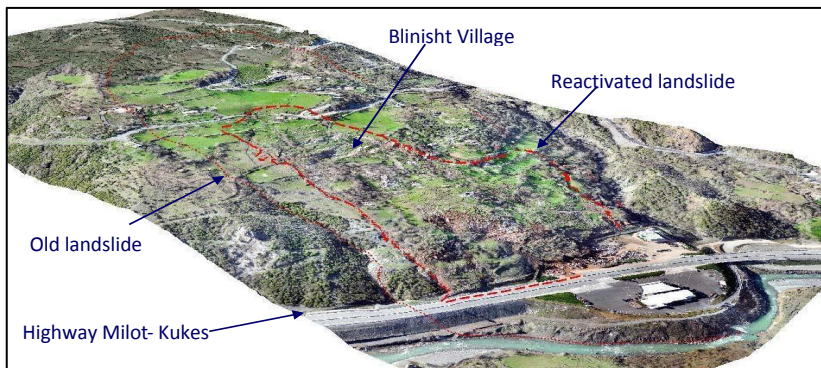 Blinisht Village
Reactivated landslide
Old landslide
Highway Milot- Kukes